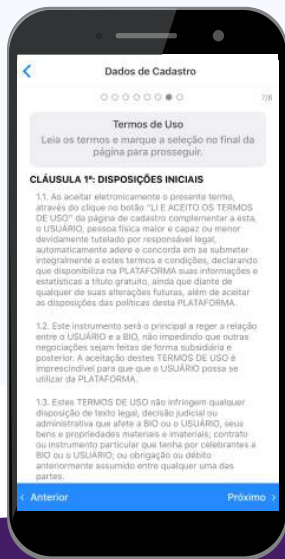 Dados de Cadastro
7/8
Termos de Uso
Leia os termos e marque a seleção no final da
página para prosseguir.
CLÁUSULA 1ª: DISPOSIÇÕES INICIAIS
1.1. Ao aceitar eletronicamente o presente termo,
através do clique no botão "LI E ACEITO OS TERMOS
DE USO" da página de cadastro complementar a esta,
o USUÁRIO, pessoa física maior e capaz ou menor
devidamente tutelado por responsável legal,
automaticamente adere e concorda em se submeter
integralmente a estes termos e condições, declarando
que disponibiliza na PLATAFORMA suas informações e
estatísticas a título gratuito, ainda que diante de
qualquer de suas alterações futuras, além de aceitar
as disposições das políticas desta PLATAFORMA.
1.2. Este instrumento será o principal a reger a relação
entre o USUÁRIO e a BIO, não impedindo que outras
negociações sejam feitas de forma subsidiária e
posterior. A aceitação destes TERMOS DE USO é
imprescindível para que que o USUÁRIO possa se
utilizar da PLATAFORMA.
1.3. Estes TERMOS DE USO não infringem qualquer
disposição de texto legal, decisão judicial ou
administrativa que afete a BIO ou o USUÁRIO, seus
bens e propriedades materiais e imateriais; contrato
ou instrumento particular que tenha por celebrantes a
BIO ou o USUÁRIO; ou obrigação ou débito
anteriormente assumido entre qualquer uma das
partes.
‹ Anterior Próximo ›